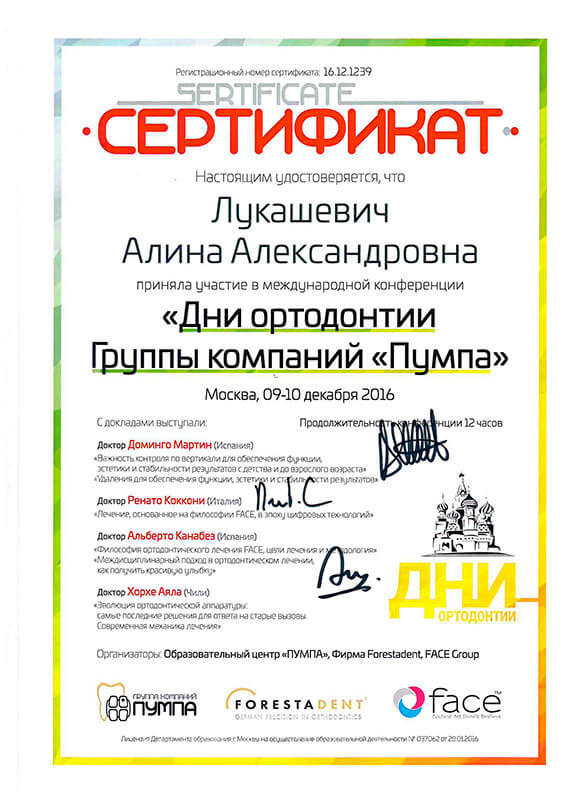 Регистрационный номер сертификата: 16.12.1239
SERTIFICATE
СЕРТИФИКАТ
Настоящим удостоверяется, что
Лукашевич
Алина Александровна
приняла участие в международной конференции
«Дни ортодонтии
Группы компаний «Пумпа»
Москва, 09-10 декабря 2016
С докладами выступали:
Продолжительность конференции 12 часов
Доктор Доминго Мартин (Испания)
«Важность контроля по вертикали для обеспечения функции,
эстетики и стабильности результатов с детства и до взрослого возраста»
«Удаления для обеспечения функции, эстетики и стабильности результатов»
Доктор Ренато Коккони (Италия)
«Лечение, основанное на философии FACE, в эпоху цифровых технологий»
Доктор Альберто Канабез (Испания)
«Философия ортодонтического лечения FACE, цели лечения и методология»
«Междисциплинарный подход в ортодонтическом лечении,
как получить красивую улыбку»
Доктор Хорхе Аяла (Чили)
«Эволюция ортодонтической аппаратуры:
самые последние решения для ответа на старые вызовы.
Современная механика лечения»
ДНИ
ОРТОДОНТИИ
Организаторы: Образовательный центр «ПУМПА», Фирма Forestadent, FACE Group
ГРУППА КОМПАНИЙ
ПУМПА
FORESTADENT
GERMAN PRECISION IN ORTHODONTICS
face™
Functional And Cosmetic Excellence
Лицензия Департамента образования г.Москвы на осуществление образовательной деятельности № 037062 от 28.01.2016